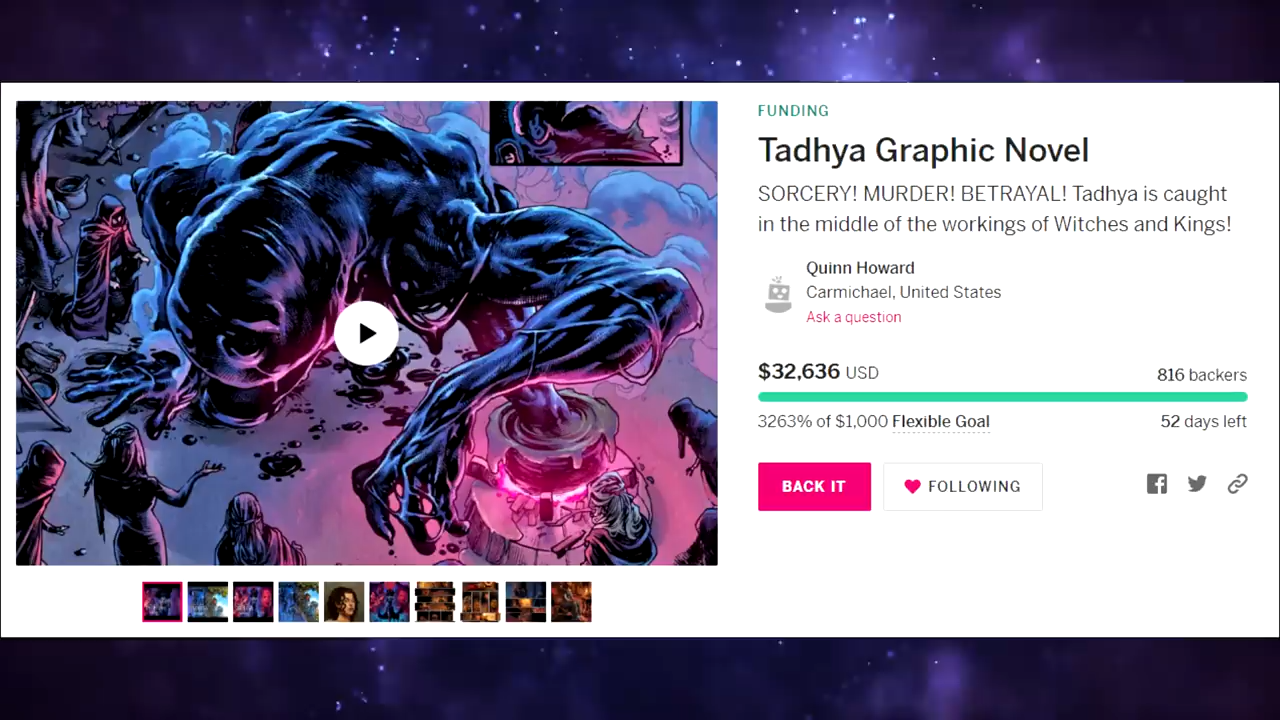 FUNDING
Tadhya Graphic Novel
SORCERY! MURDER! BETRAYAL! Tadhya is caught
in the middle of the workings of Witches and Kings!
Quinn Howard
Carmichael, United States
Ask a question
$32,636 USD
816 backers
3263% of $1,000 Flexible Goal
52 days left
BACK IT
FOLLOWING